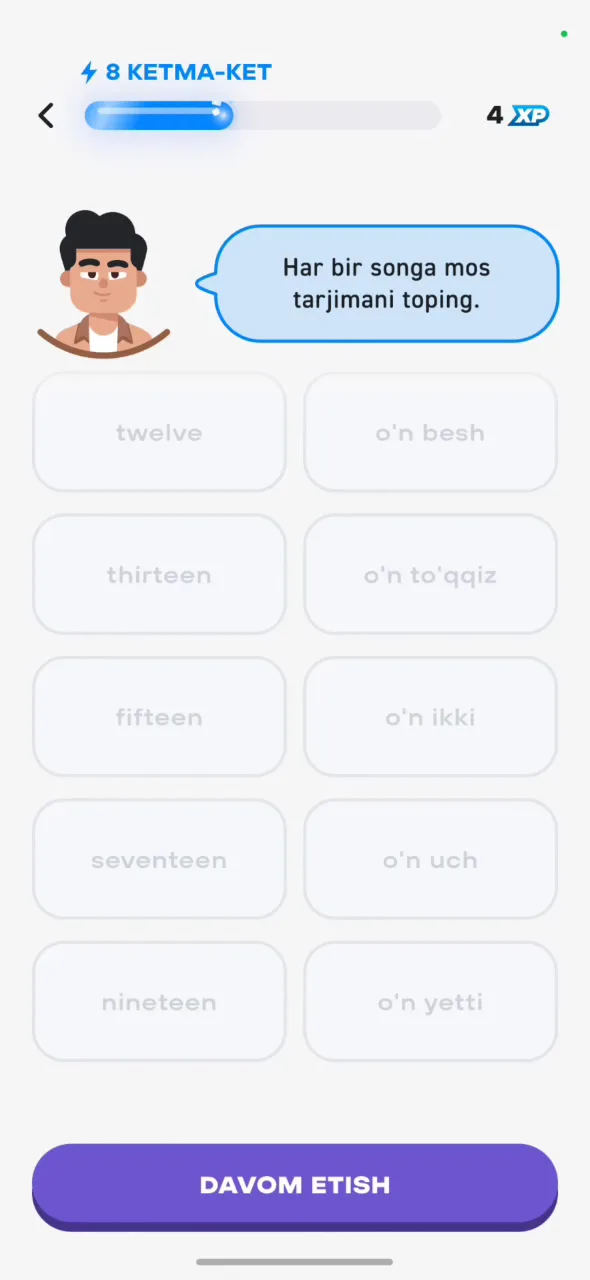 8 KETMA-KET
4 XP
Har bir songa mos
tarjimani toping.
twelve
o'n besh
thirteen
o'n to'qqiz
fifteen
o'n ikki
seventeen
o'n uch
nineteen
o'n yetti
DAVOM ETISH